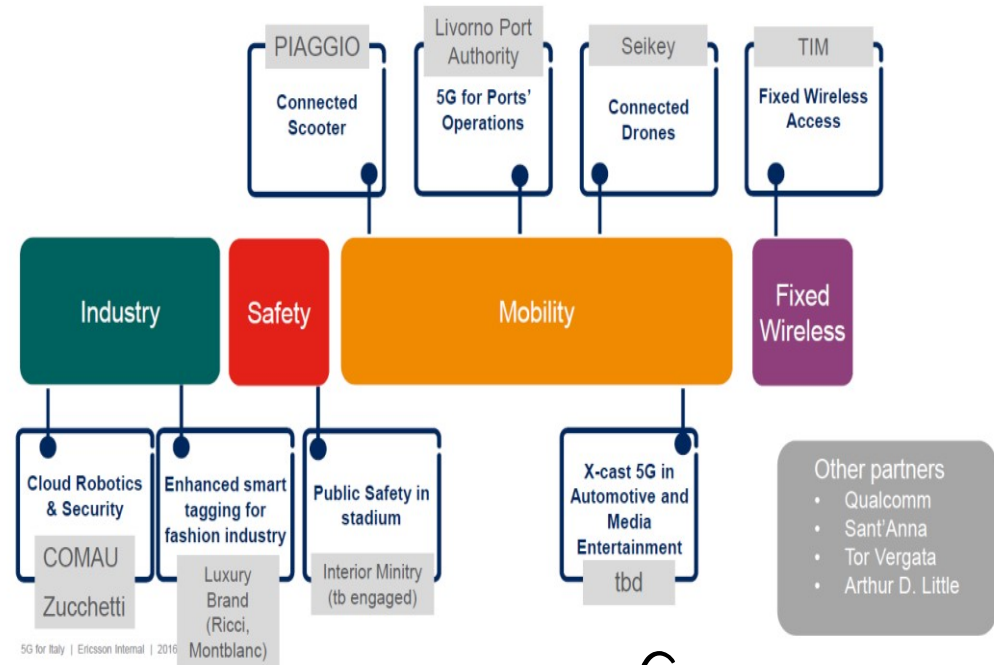 PIAGGIO
Connected
Scooter
Livorno Port
Authority
5G for Ports'
Operations
Seikey
Connected
Drones
TIM
Fixed Wireless
Access
Industry
Safety
Mobility
Fixed
Wireless
Cloud Robotics
& Security
COMAU
Zucchetti
Enhanced smart
tagging for
fashion industry
Luxury
Brand
(Ricci,
Montblanc)
Public Safety in
stadium
Interior Minitry
(tb engaged)
X-cast 5G in
Automotive and
Media
Entertainment
tbd
Other partners
• Qualcomm
• Sant'Anna
• Tor Vergata
• Arthur D. Little
5G for Italy | Ericsson Internal | 2016